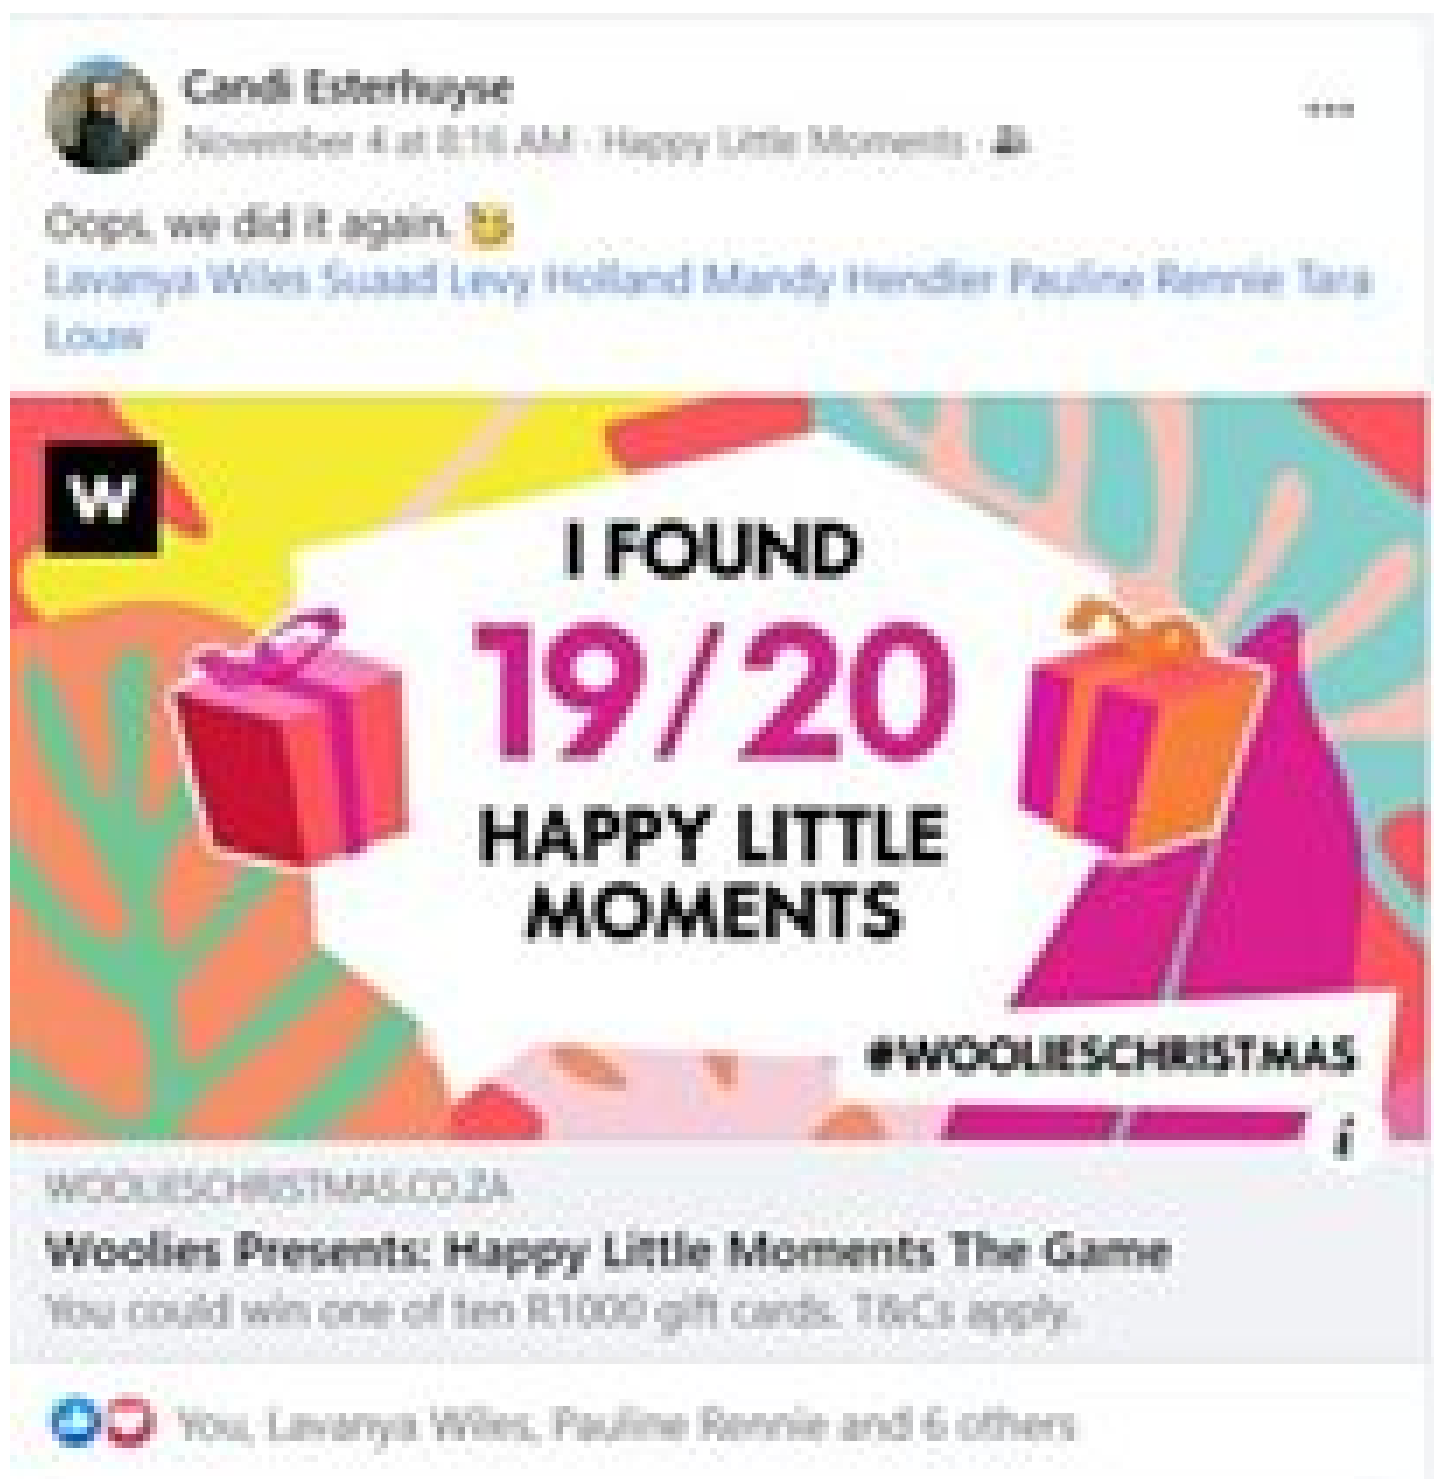 Candi Esterhuyse
November 4 at 8:16 AM · Happy Little Moments ·
Oops, we did it again.
Lavanya Wiles Suaad Levy Holland Mandy Hendler Pauline Rennie Tara
Louw
W
I FOUND
19/20
HAPPY LITTLE
MOMENTS
#WOOLIESCHRISTMAS
i
WOOLIESCHRISTMAS.CO.ZA
Woolies Presents: Happy Little Moments The Game
You could win one of ten R1000 gift cards. T&Cs apply.
You, Lavanya Wiles, Pauline Rennie and 6 others